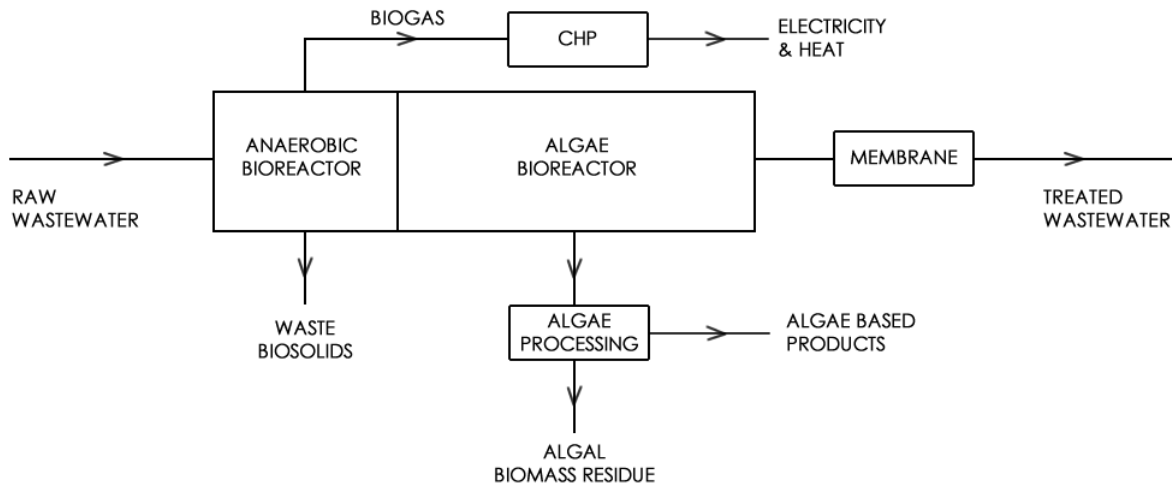 BIOGAS
CHP
ELECTRICITY
& HEAT
ANAEROBIC
BIOREACTOR
ALGAE
BIOREACTOR
MEMBRANE
RAW
WASTEWATER
TREATED
WASTEWATER
WASTE
BIOSOLIDS
ALGAE
PROCESSING
ALGAE BASED
PRODUCTS
ALGAL
BIOMASS RESIDUE